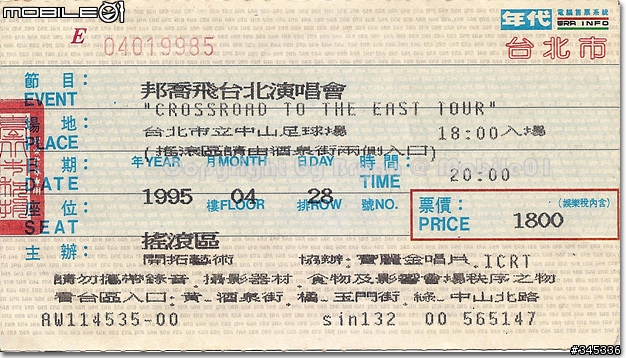 mobile01
年代 電腦售票系統 ERA INFO
E 04019985
台北市
節目: EVENT 邦喬飛台北演唱會
"CROSSROAD TO THE EAST TOUR"
場地: PLACE 台北市立中山足球場 18:00入場
(搖滾區請由酒泉街兩側入口)
日期: DATE 1995 年YEAR 04 月MONTH 28 日DAY 時間: TIME 20:00
座位: SEAT 樓FLOOR 排ROW 號NO.
票價: PRICE (娛樂稅內含) 1800
搖滾區
主辦: 開拓藝術 協辦:寶麗金唱片.ICRT
請勿攜帶錄音.攝影器材.食物及影響會場秩序之物
看台區入口:黃-酒泉街 橘-玉門街 綠-中山北路
AW114535-00 sin132 00 565147
#345336